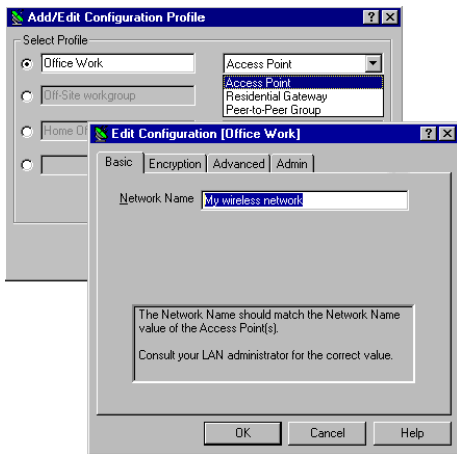 Add/Edit Configuration Profile
Select Profile
Office Work
Access Point
Access Point
Residential Gateway
Peer-to-Peer Group
Off-Site workgroup
Home Of
Edit Configuration [Office Work]
Basic Encryption Advanced Admin
Network Name My wireless network
The Network Name should match the Network Name
value of the Access Point(s).
Consult your LAN administrator for the correct value.
OK Cancel Help